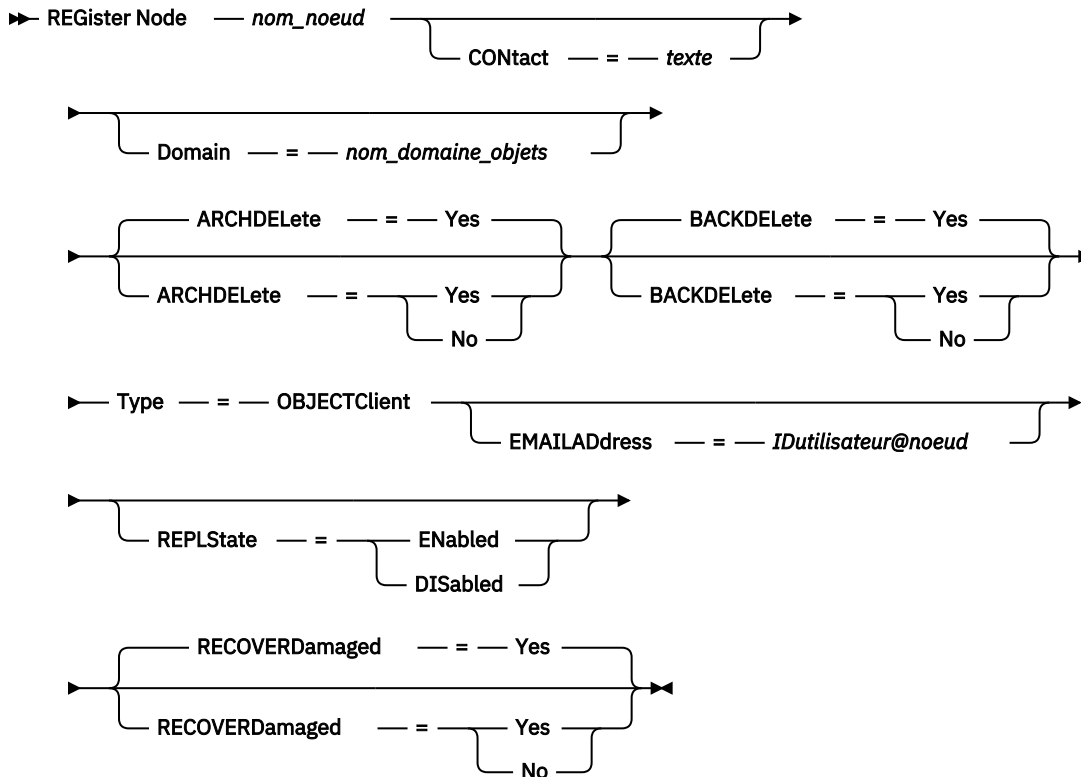 REGister Node — nom_noeud
CONtact — = — texte
Domain — = — nom_domaine_objets
ARCHDELete — = — Yes BACKDELete — = — Yes
ARCHDELete — = Yes BACKDELete — = Yes
No No
Type — = — OBJECTClient
EMAILADdress — = — IDutilisateur@noeud
REPLState — = ENabled
DISabled
RECOVERDamaged — = — Yes
RECOVERDamaged — = Yes
No